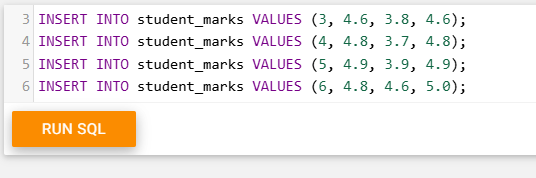 3 INSERT INTO student_marks VALUES (3, 4.6, 3.8, 4.6);
4 INSERT INTO student_marks VALUES (4, 4.8, 3.7, 4.8);
5 INSERT INTO student_marks VALUES (5, 4.9, 3.9, 4.9);
6 INSERT INTO student_marks VALUES (6, 4.8, 4.6, 5.0);
RUN SQL